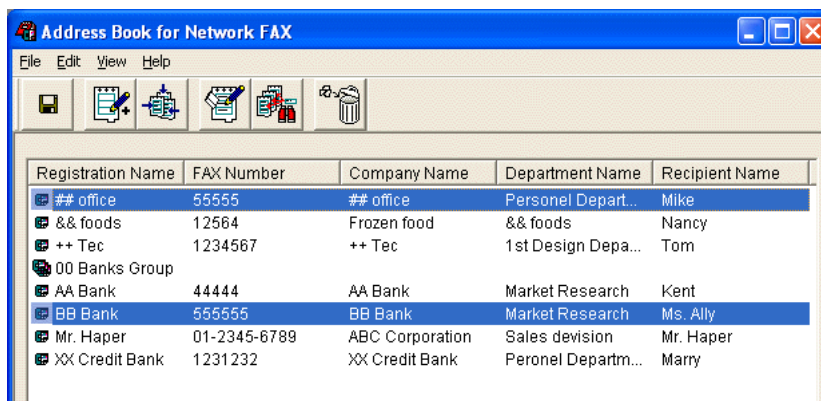 Address Book for Network FAX
File Edit View Help
Registration Name FAX Number Company Name Department Name Recipient Name
## office 55555 ## office Personel Depart... Mike
&& foods 12564 Frozen food && foods Nancy
++ Tec 1234567 ++ Tec 1st Design Depa... Tom
00 Banks Group
AA Bank 44444 AA Bank Market Research Kent
BB Bank 555555 BB Bank Market Research Ms. Ally
Mr. Haper 01-2345-6789 ABC Corporation Sales devision Mr. Haper
XX Credit Bank 1231232 XX Credit Bank Peronel Departm... Marry